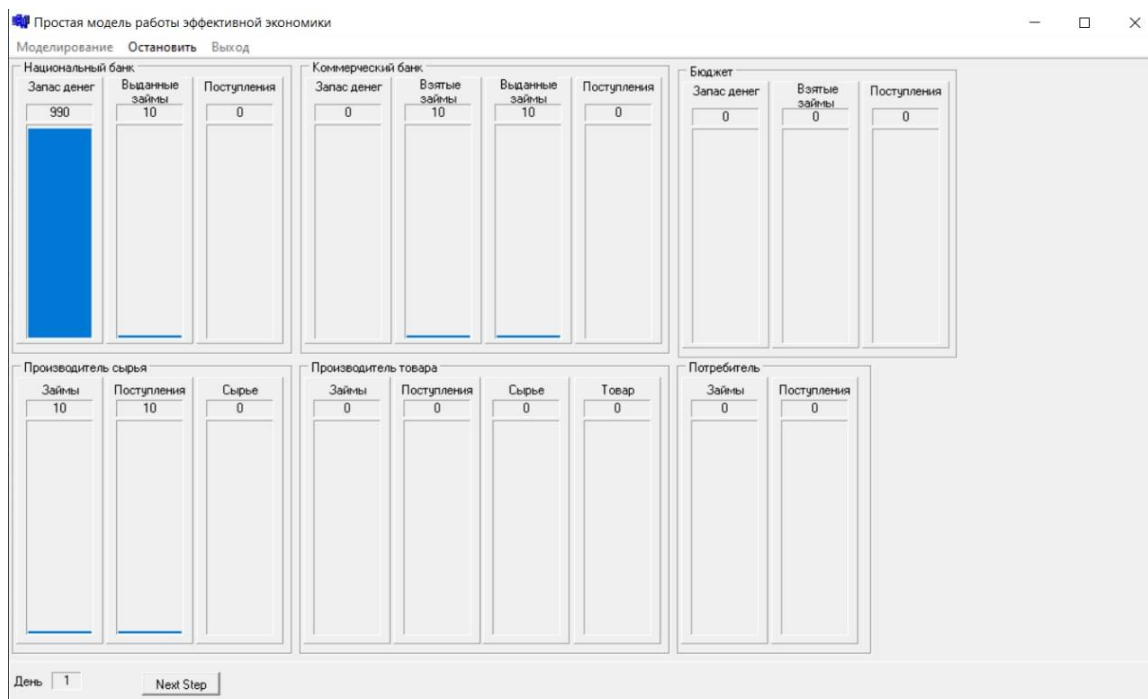 Простая модель работы эффективной экономики
Моделирование Остановить Выход
Национальный банк
Запас денег
990
Выданные
займы
10
Поступления
0
Коммерческий банк
Запас денег
0
Взятые
займы
10
Выданные
займы
10
Поступления
0
Бюджет
Запас денег
0
Взятые
займы
0
Поступления
0
Производитель сырья
Займы
10
Поступления
10
Сырье
0
Производитель товара
Займы
0
Поступления
0
Сырье
0
Товар
0
Потребитель
Займы
0
Поступления
0
День 1
Next Step